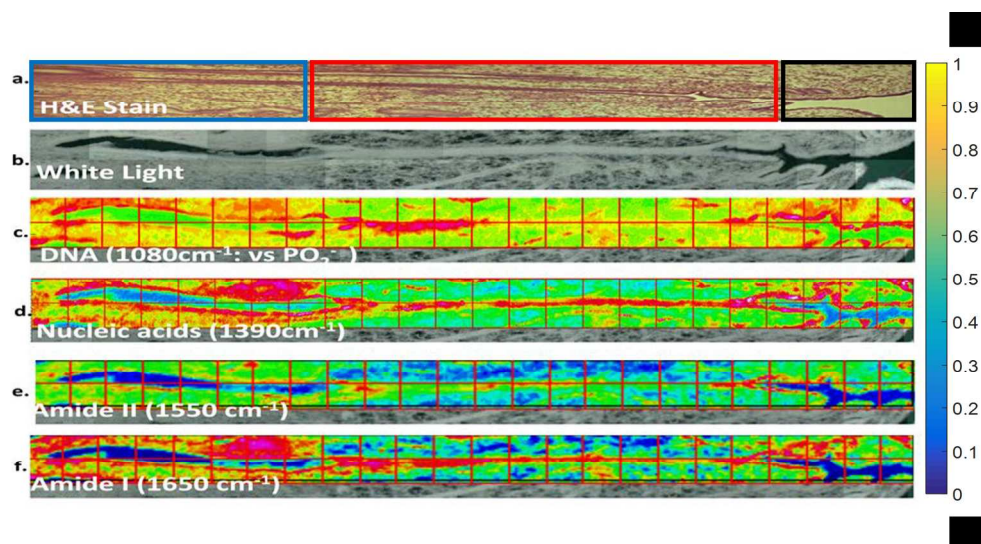 a.
H&E Stain
b.
White Light
c.
DNA (1080cm⁻¹: vs PO₂⁻ )
d.
Nucleic acids (1390cm⁻¹)
e.
Amide II (1550 cm⁻¹)
f.
Amide I (1650 cm⁻¹)
1
0.9
0.8
0.7
0.6
0.5
0.4
0.3
0.2
0.1
0